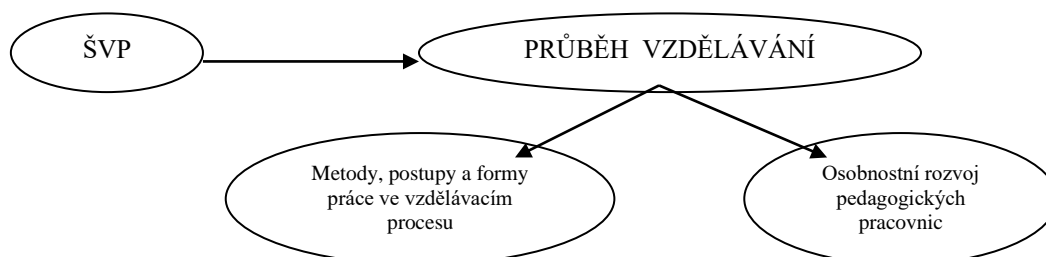 ŠVP
PRŮBĚH VZDĚLÁVÁNÍ
Metody, postupy a formy
práce ve vzdělávacím
procesu
Osobnostní rozvoj
pedagogických
pracovnic